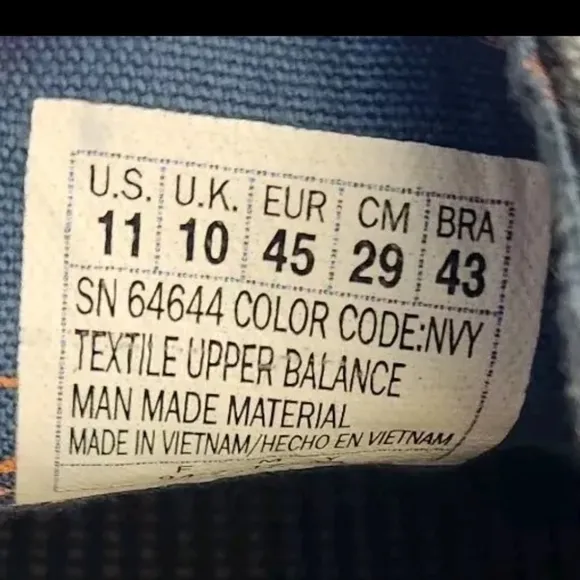 U.S. U.K. EUR CM BRA
11 10 45 29 43
SN 64644 COLOR CODE:NVY
TEXTILE UPPER BALANCE
MAN MADE MATERIAL
MADE IN VIETNAM/HECHO EN VIETNAM